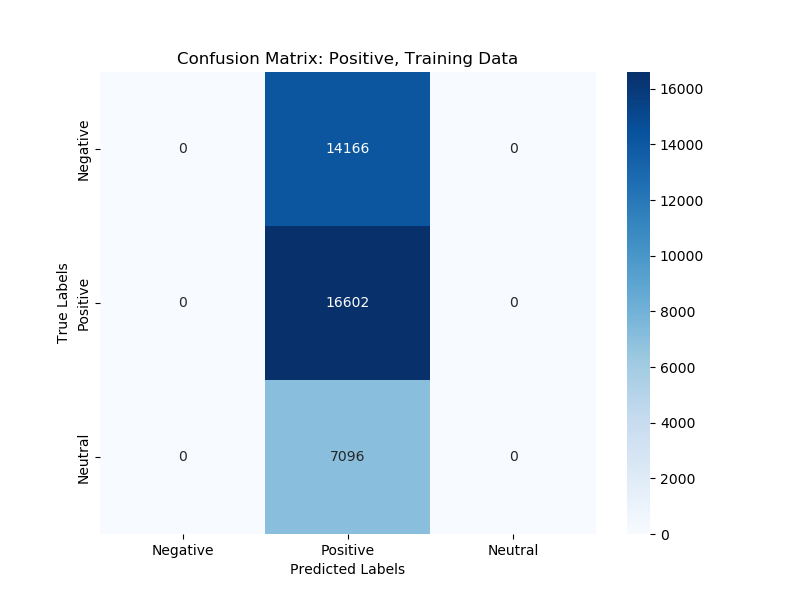 Confusion Matrix: Positive, Training Data
True Labels
Negative
0 14166 0
Positive
0 16602 0
Neutral
0 7096 0
Negative Positive Neutral
Predicted Labels
16000
14000
12000
10000
8000
6000
4000
2000
0